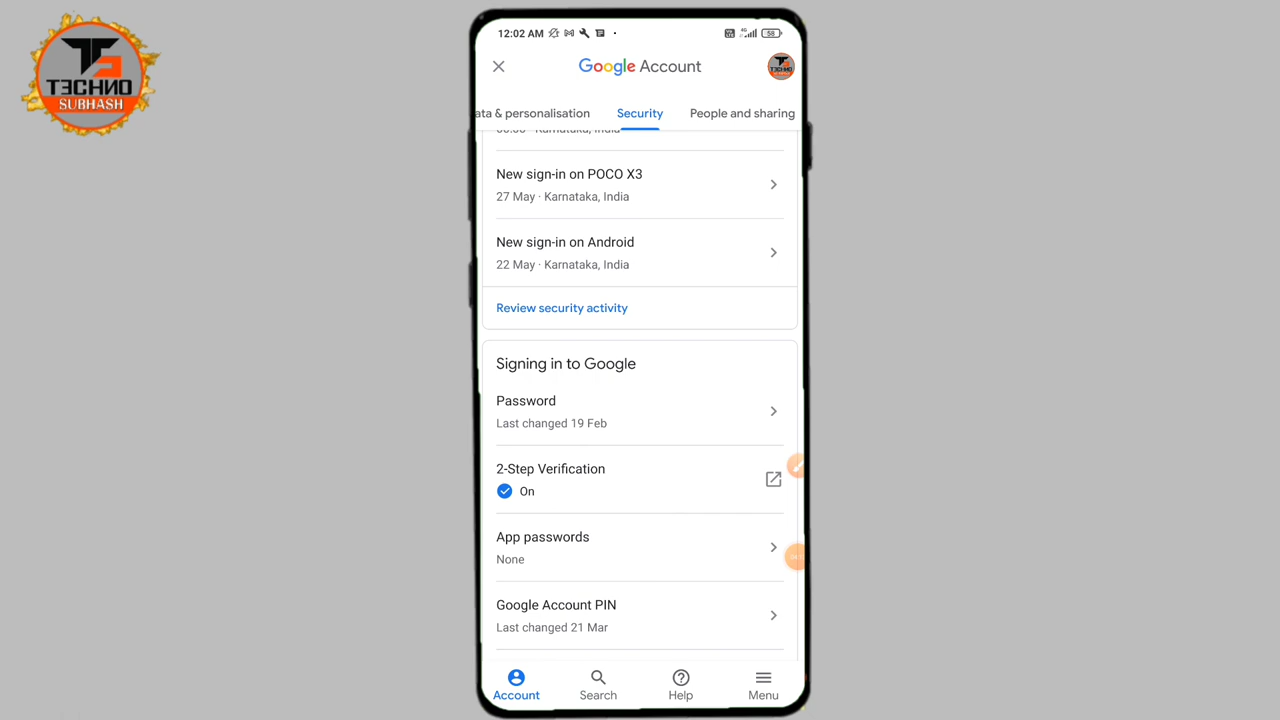 12:02 AM
58
TECHNO
SUBHASH
Google Account
ata & personalisation
Security
People and sharing
Karnataka, India
New sign-in on POCO X3
27 May · Karnataka, India
New sign-in on Android
22 May · Karnataka, India
Review security activity
Signing in to Google
Password
Last changed 19 Feb
2-Step Verification
On
App passwords
None
Google Account PIN
Last changed 21 Mar
Account
Search
Help
Menu